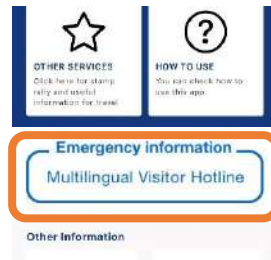 OTHER SERVICES
Click here for stamp
rally and useful
information for travel
HOW TO USE
You can check how to
use this app.
Emergency information
Multilingual Visitor Hotline
Other Information